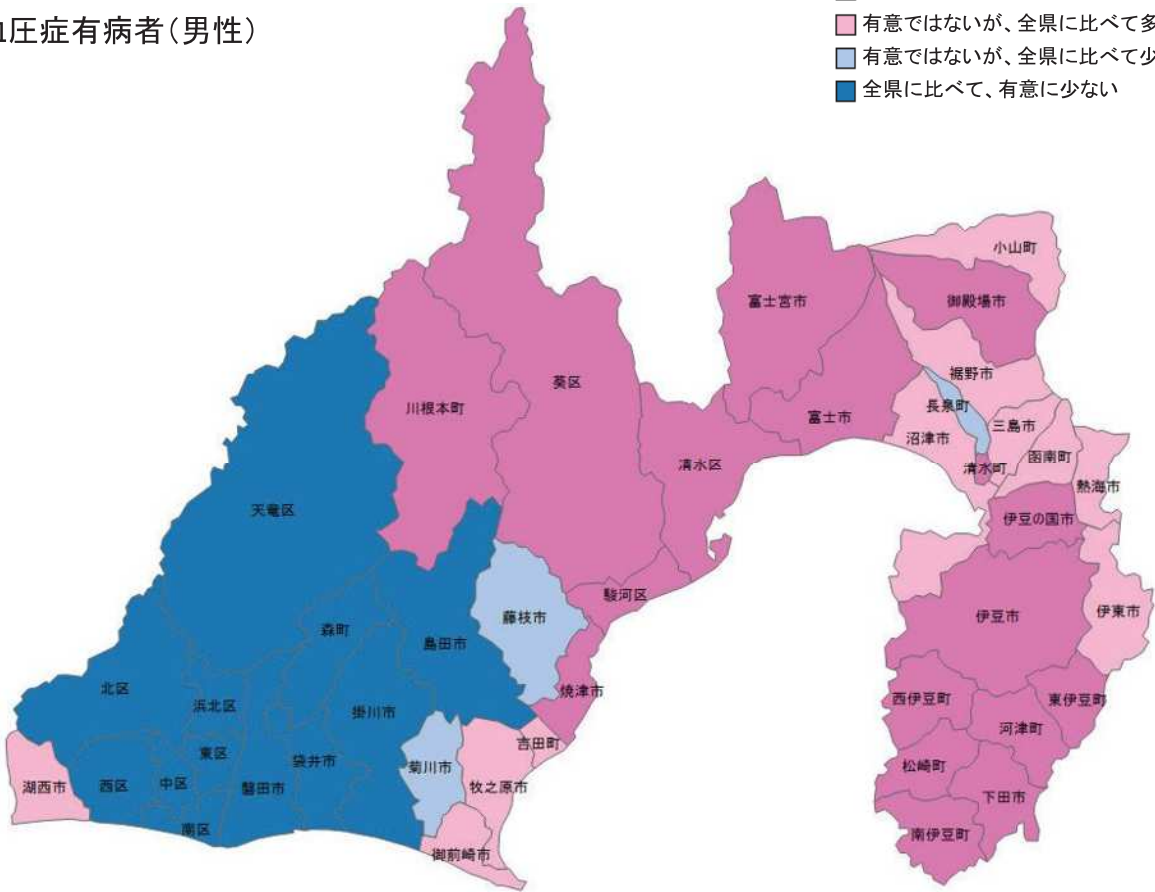 圧症有病者(男性)
有意ではないが、全県に比べて多
有意ではないが、全県に比べて少
全県に比べて、有意に少ない
小山町
富士宮市
御殿場市
裾野市
葵区
川根本町
長泉町
富士市
三島市
沼津市
函南町
清水区
清水町
熱海市
天竜区
伊豆の国市
駿河区
伊東市
藤枝市
伊豆市
森町
島田市
北区
焼津市
西伊豆町
東伊豆町
浜北区
掛川市
河津町
吉田町
東区
袋井市
菊川市
松崎町
湖西市
西区
中区
磐田市
牧之原市
下田市
南区
南伊豆町
御前崎市